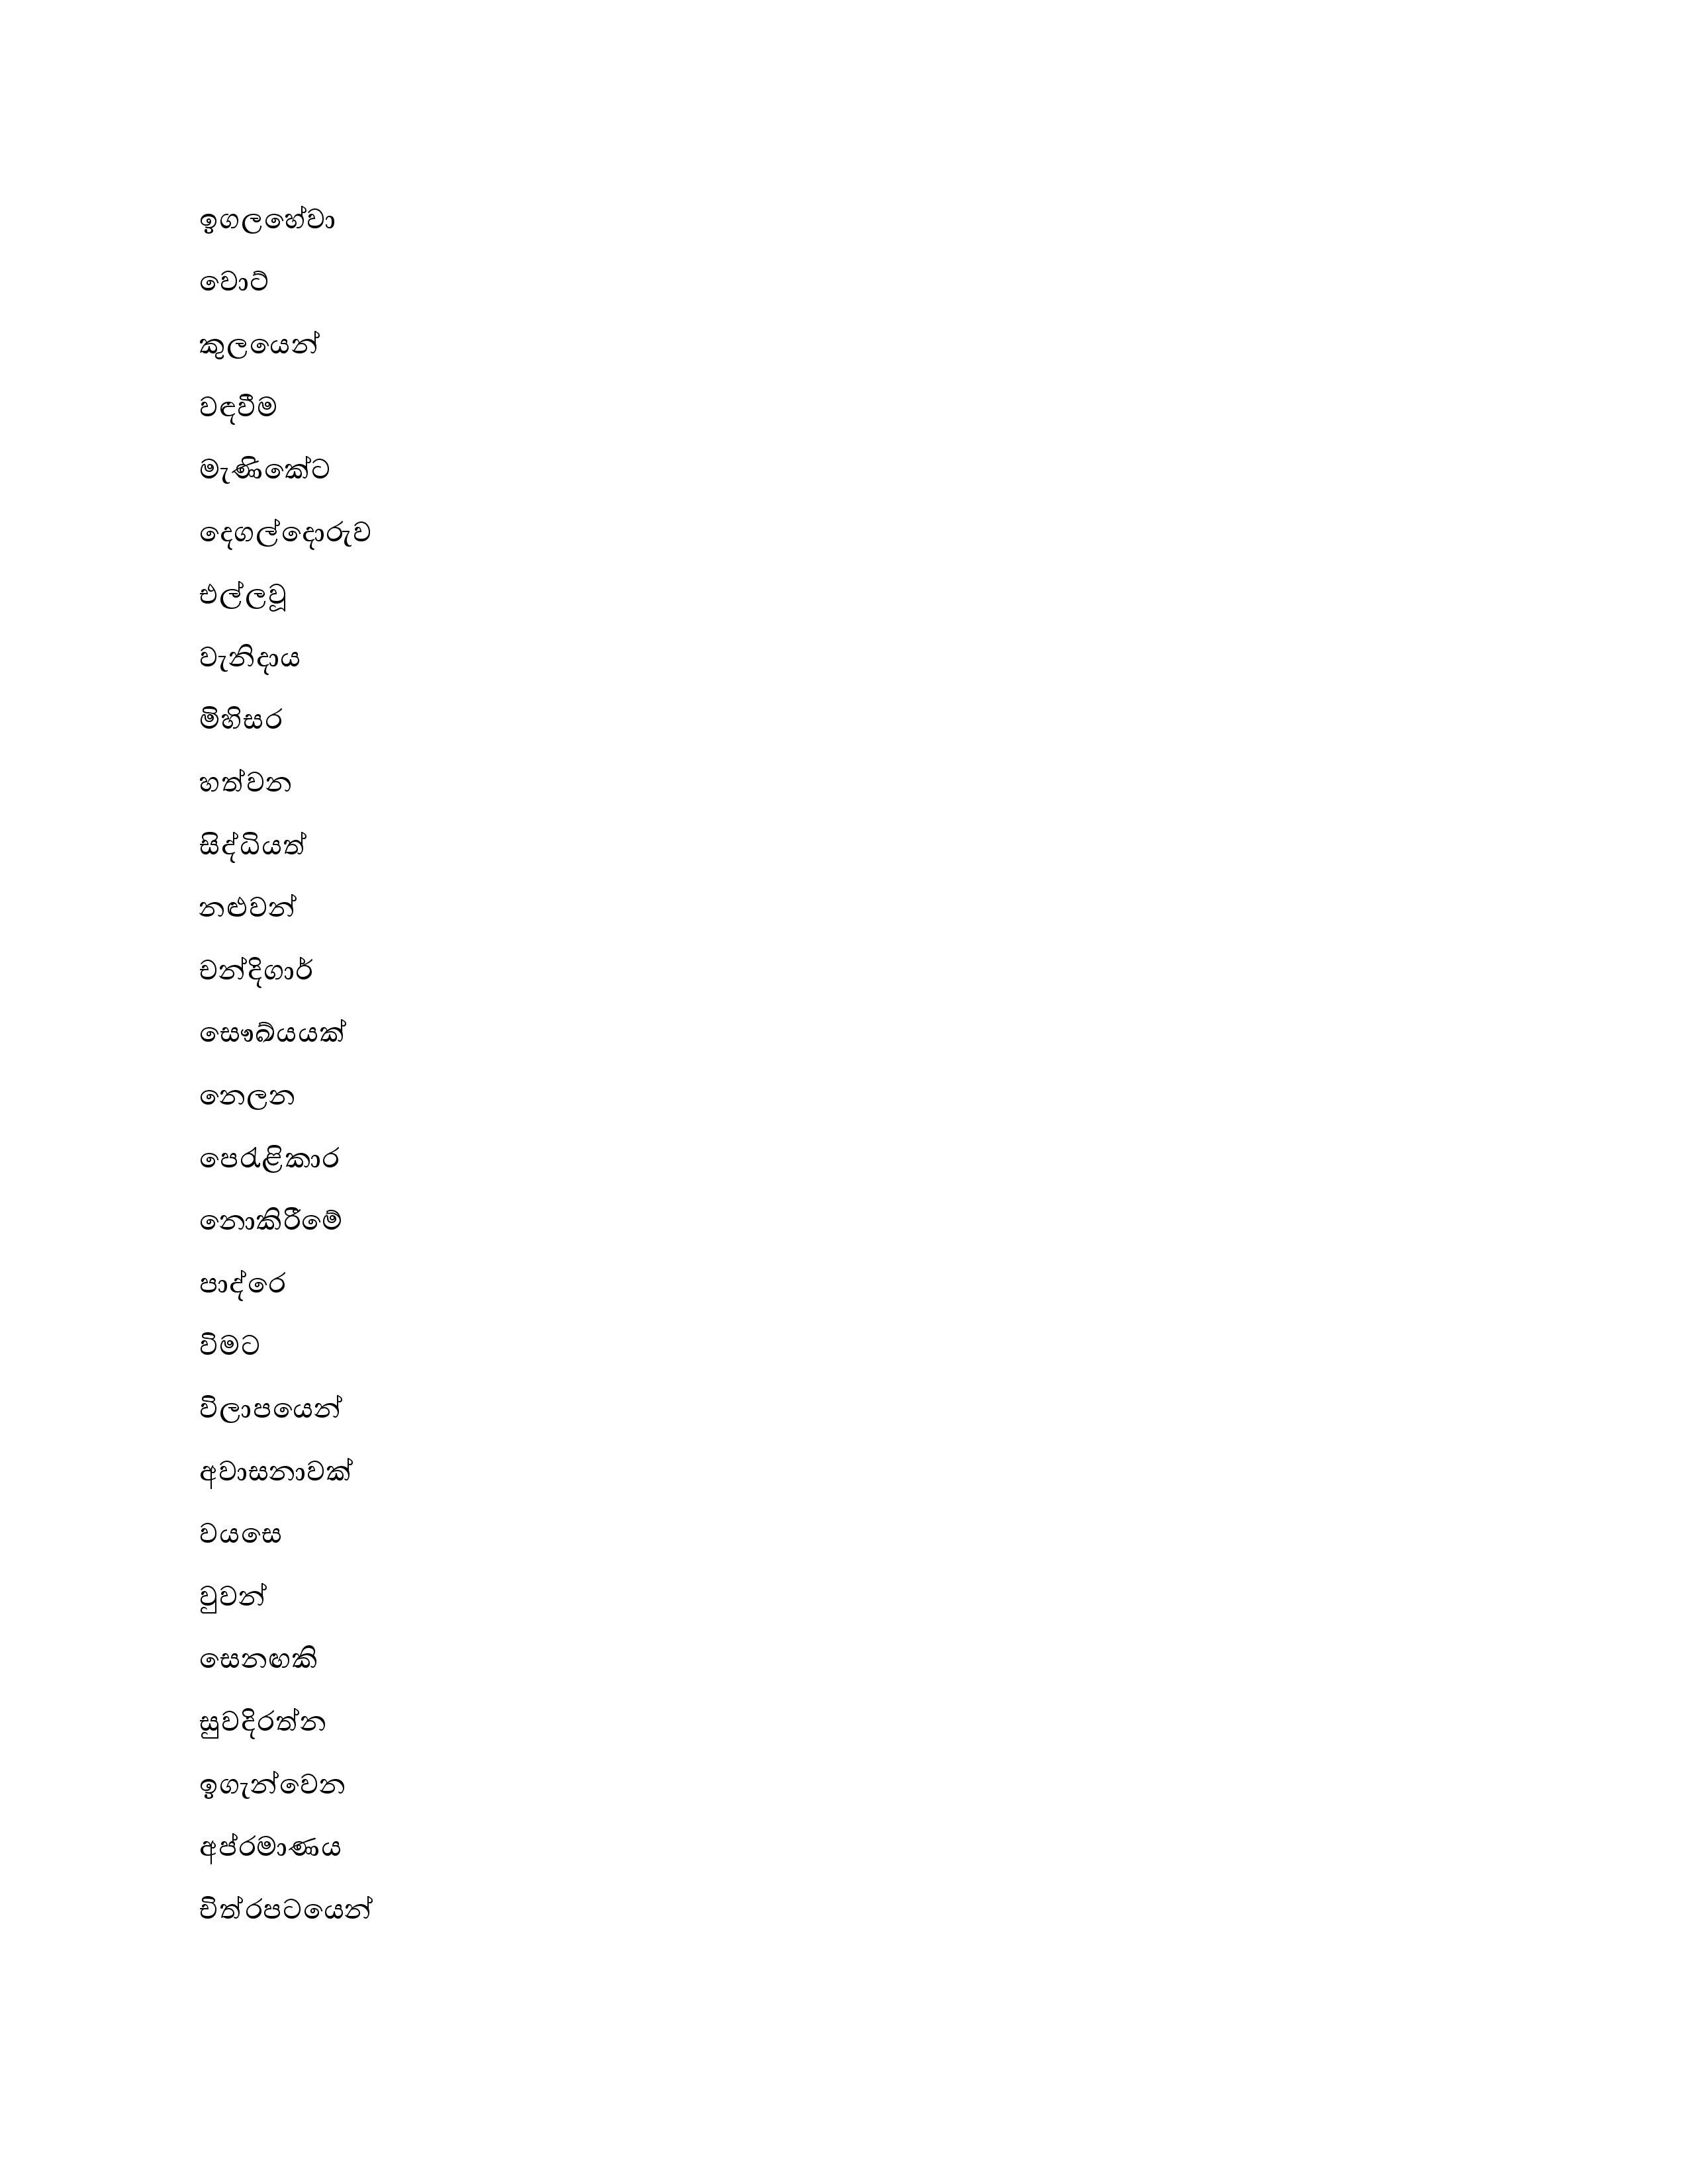 ඉගලහේවා
වොට්
කුලයෙන්
වඳවීම
මැණිකේට
දෙගල්දොරුව
එල්ලවූ
වැනිදාය
මිහිසර
හත්වන
සිද්ධියත්
නළුවන්
චන්දිගාර්
සෞඛ්යයක්
නෙලන
පෙරැළිකාර
නොකිරීමේ
පාද්රෙ
විමට
විලාපයෙන්
අවාසනාවක්
වයසෙ
වුවන්
සෙනඟකි
සුවදිරත්න
ඉගැන්වෙන
අප්රමාණය
චිත්රපටයෙන්